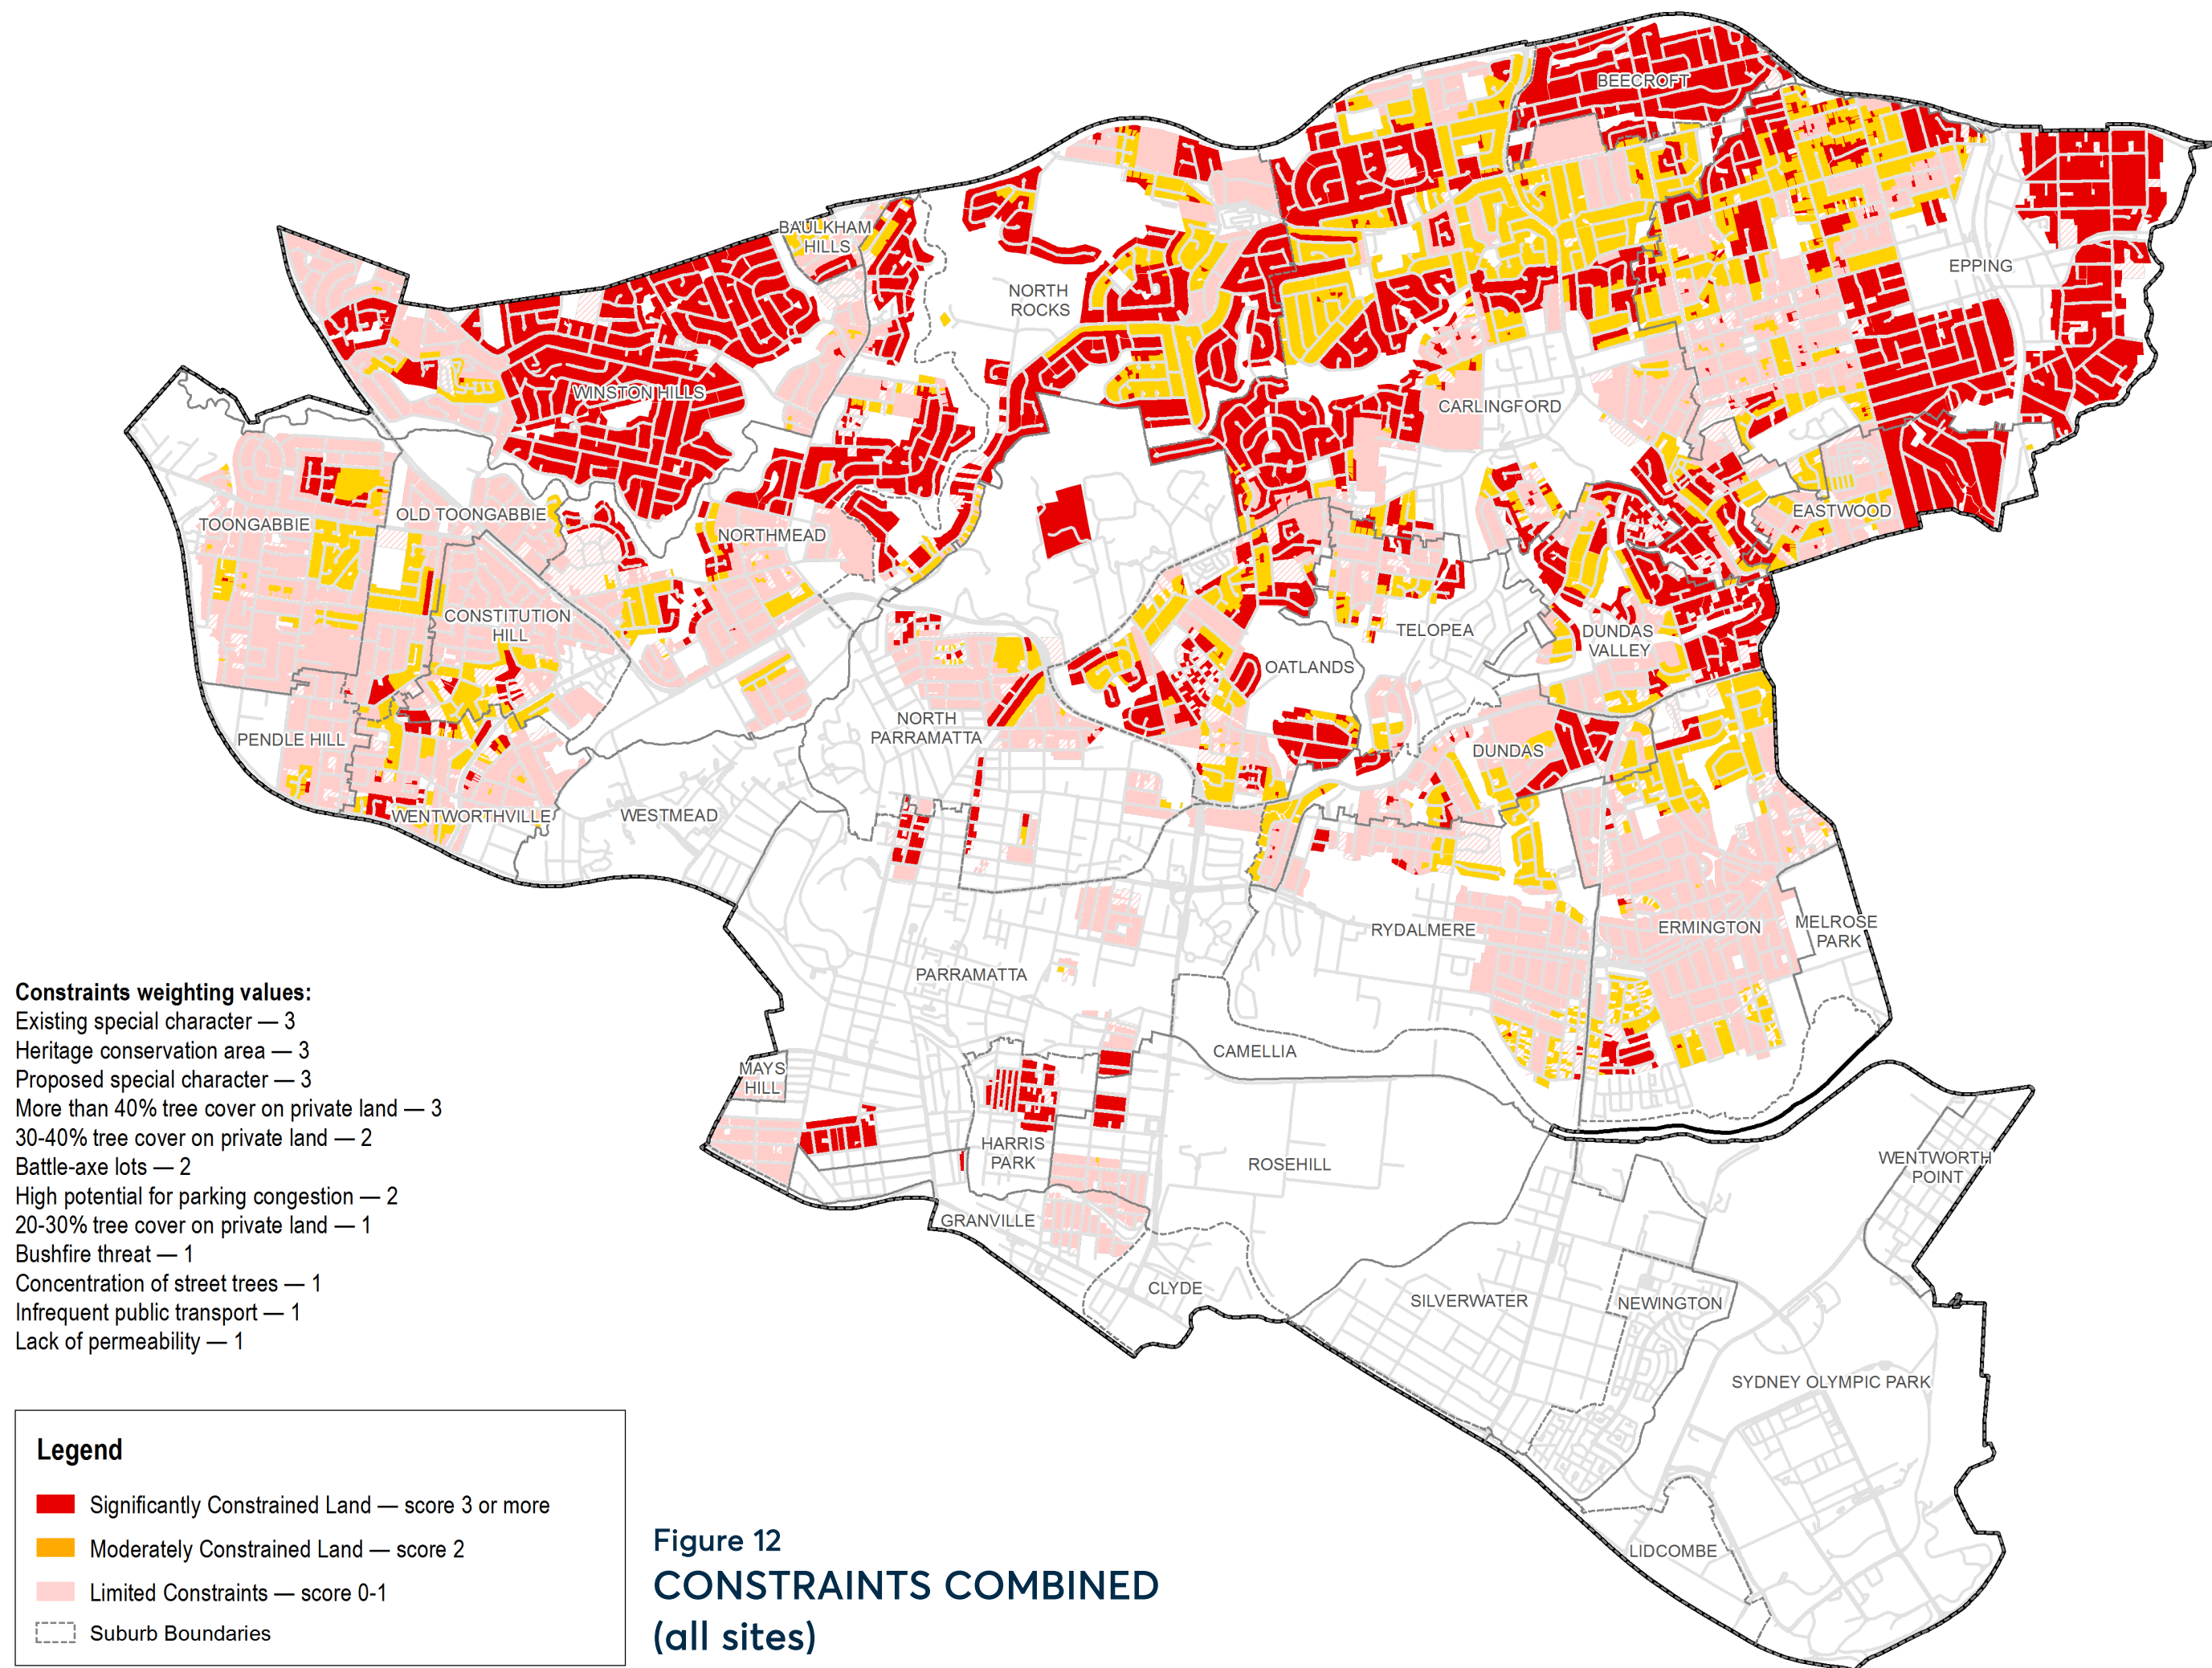 BEECROFT
BAULKHAM
HILLS
EPPING
NORTH
ROCKS
WINSTON HILLS
CARLINGFORD
TOONGABBIE
OLD TOONGABBIE
EASTWOOD
NORTHMEAD
CONSTITUTION
HILL
TELOPEA
DUNDAS
VALLEY
OATLANDS
NORTH
PARRAMATTA
PENDLE HILL
DUNDAS
WENTWORTHVILLE
WESTMEAD
RYDALMERE
ERMINGTON
MELROSE
PARK
PARRAMATTA
CAMELLIA
MAYS
HILL
HARRIS
PARK
ROSEHILL
WENTWORTH
POINT
GRANVILLE
CLYDE
SILVERWATER
NEWINGTON
SYDNEY OLYMPIC PARK
LIDCOMBE
Constraints weighting values:
Existing special character — 3
Heritage conservation area — 3
Proposed special character — 3
More than 40% tree cover on private land — 3
30-40% tree cover on private land — 2
Battle-axe lots — 2
High potential for parking congestion — 2
20-30% tree cover on private land — 1
Bushfire threat — 1
Concentration of street trees — 1
Infrequent public transport — 1
Lack of permeability — 1
Legend
Significantly Constrained Land — score 3 or more
Moderately Constrained Land — score 2
Limited Constraints — score 0-1
Suburb Boundaries
Figure 12
CONSTRAINTS COMBINED
(all sites)